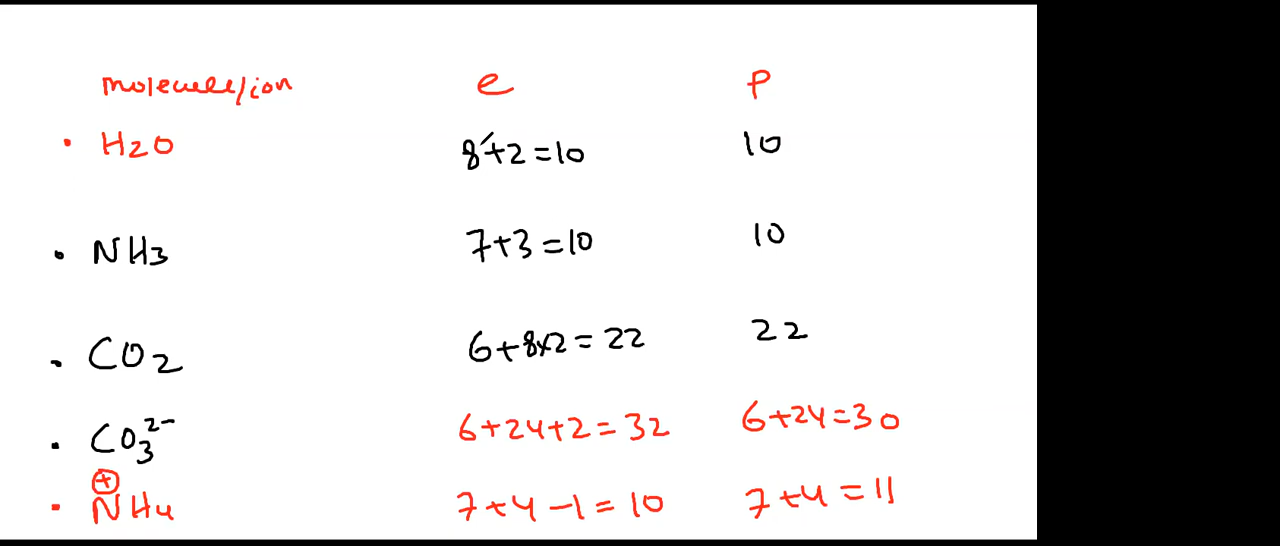 molecule/ion e P
• H2O 8+2=10 10
• NH3 7+3=10 10
• CO2 6+8x2=22 22
• CO3^2- 6+24+2=32 6+24=30
⊕
• NH4 7+4-1=10 7+4=11